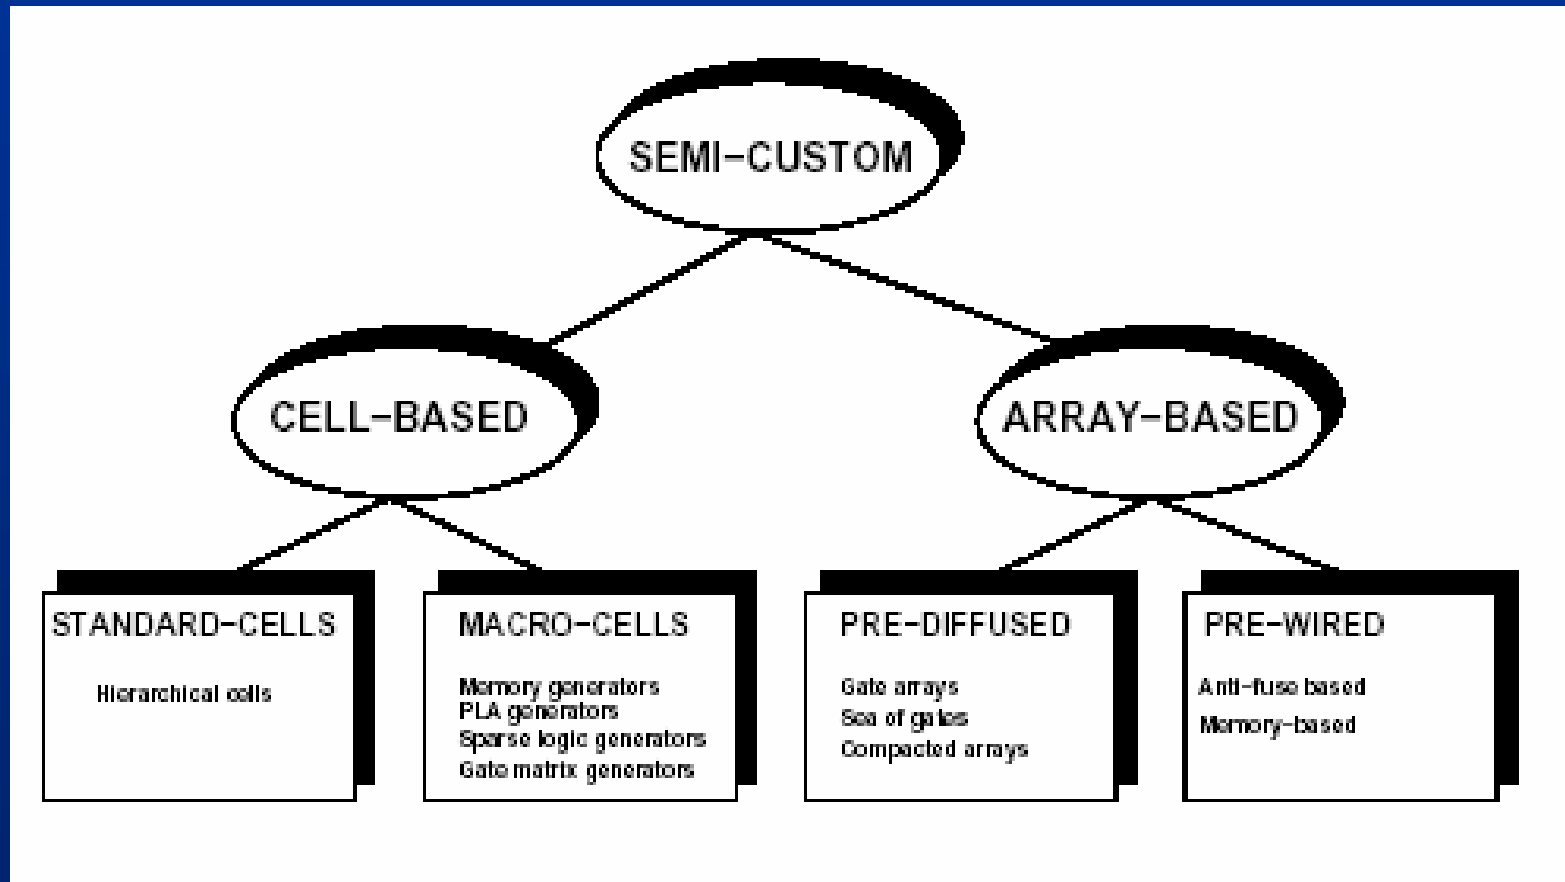 SEMI-CUSTOM
CELL-BASED
ARRAY-BASED
STANDARD-CELLS
Hierarchical cells
MACRO-CELLS
Memory generators
PLA generators
Sparse logic generators
Gate matrix generators
PRE-DIFFUSED
Gate arrays
Sea of gates
Compacted arrays
PRE-WIRED
Anti-fuse based
Memory-based